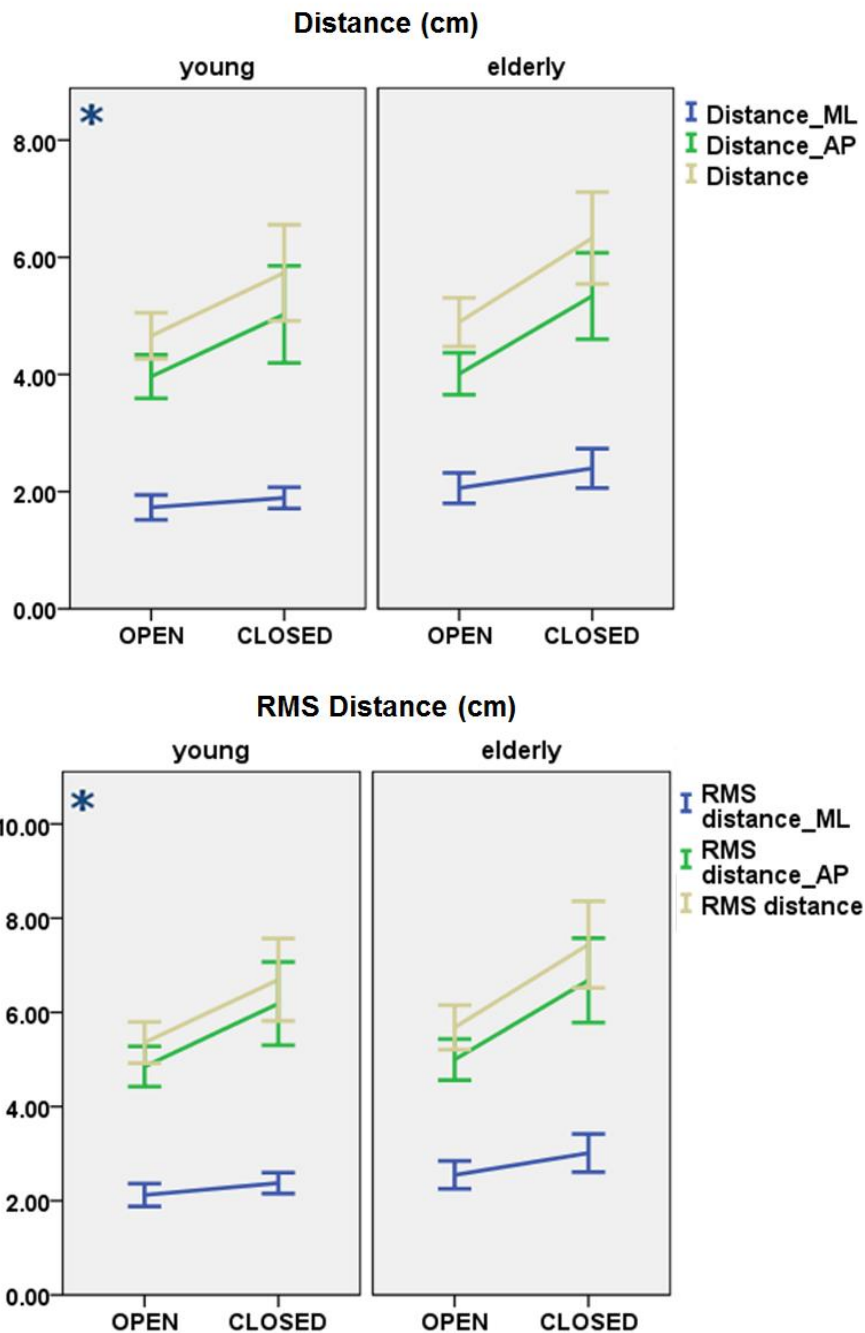 Distance (cm)
young
elderly
*
8.00
6.00
4.00
2.00
0.00
OPEN
CLOSED
OPEN
CLOSED
Distance_ML
Distance_AP
Distance
RMS Distance (cm)
young
elderly
*
10.00
8.00
6.00
4.00
2.00
0.00
OPEN
CLOSED
OPEN
CLOSED
RMS
distance_ML
RMS
distance_AP
RMS distance